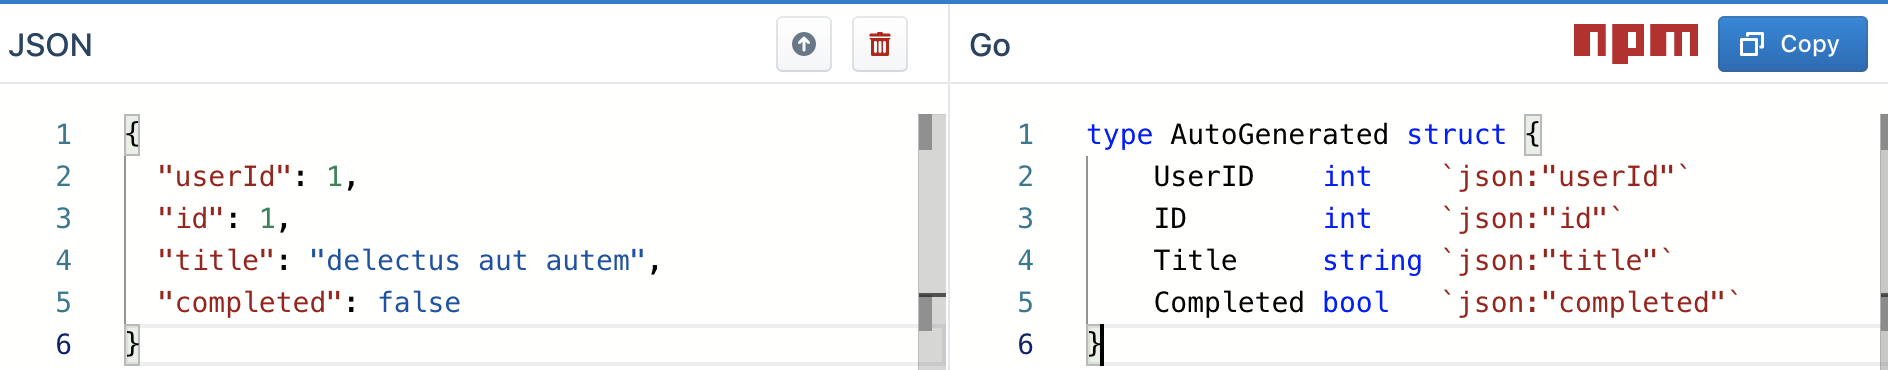 JSON
1 {
2   "userId": 1,
3   "id": 1,
4   "title": "delectus aut autem",
5   "completed": false
6 }
Go
npm
Copy
1 type AutoGenerated struct {
2     UserID    int    `json:"userId"`
3     ID        int    `json:"id"`
4     Title     string `json:"title"`
5     Completed bool   `json:"completed"`
6 }